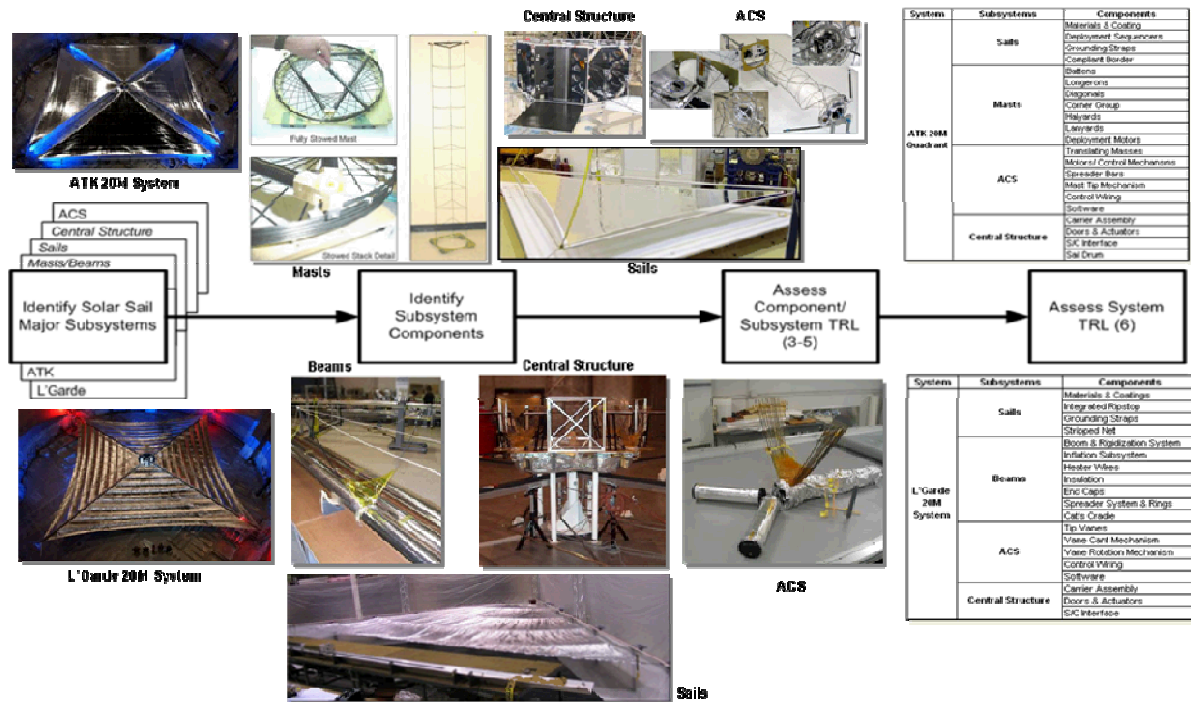 Central Structure
ACS
ATK 20M System
Fully Stowed Mast
Stowed Stack Detail
Masts
Sails
ACS
Central Structure
Sails
Masts/Beams
Identify Solar Sail
Major Subsystems
ATK
L'Garde
Identify
Subsystem
Components
Assess
Component/
Subsystem TRL
(3-5)
Assess System
TRL (6)
Beams
Central Structure
L'Garde 20M System
ACS
Sails
System Subsystems Components
ATK 20M
Quadrant
Sails
Materials & Coating
Deployment Sequencers
Grounding Straps
Compliant Border
Masts
Battens
Longerons
Diagonals
Corner Group
Halyards
Lanyards
Deployment Motors
ACS
Translating Masses
Motors/ Control Mechanisms
Spreader Bars
Mast Tip Mechanism
Control Wiring
Software
Central Structure
Carrier Assembly
Doors & Actuators
S/C Interface
Sail Drum
System Subsystems Components
L'Garde
20M
System
Sails
Materials & Coatings
Integrated Ripstop
Grounding Straps
Stripped Net
Beams
Boom & Rigidization System
Inflation Subsystem
Heater Wires
Insulation
End Caps
Spreader System & Rings
Cat's Cradle
ACS
Tip Vanes
Vane Cant Mechanism
Vane Rotation Mechanism
Control Wiring
Software
Central Structure
Carrier Assembly
Doors & Actuators
S/C Interface